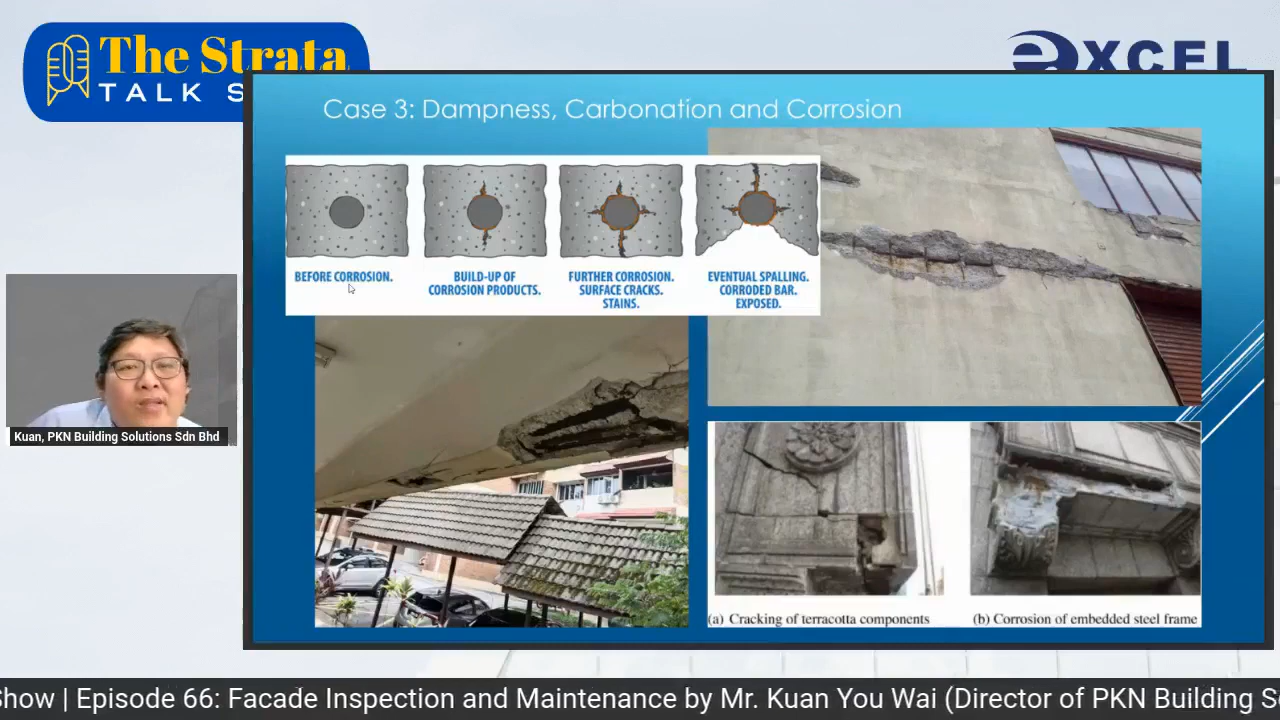 The Strata
TALK S
EXCEL
Case 3: Dampness, Carbonation and Corrosion
BEFORE CORROSION.
BUILD-UP OF
CORROSION PRODUCTS.
FURTHER CORROSION.
SURFACE CRACKS.
STAINS.
EVENTUAL SPALLING.
CORRODED BAR.
EXPOSED.
(a) Cracking of terracotta components
(b) Corrosion of embedded steel frame
Kuan, PKN Building Solutions Sdn Bhd
Show | Episode 66: Facade Inspection and Maintenance by Mr. Kuan You Wai (Director of PKN Building S